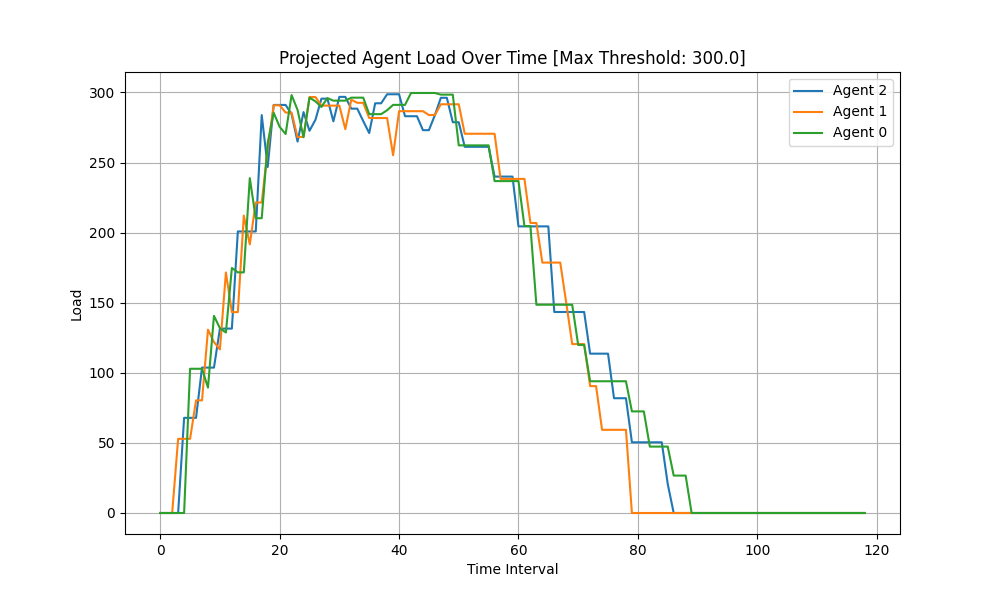 Projected Agent Load Over Time [Max Threshold: 300.0]
Agent 2
Agent 1
Agent 0
Load
300
250
200
150
100
50
0
0 20 40 60 80 100 120
Time Interval